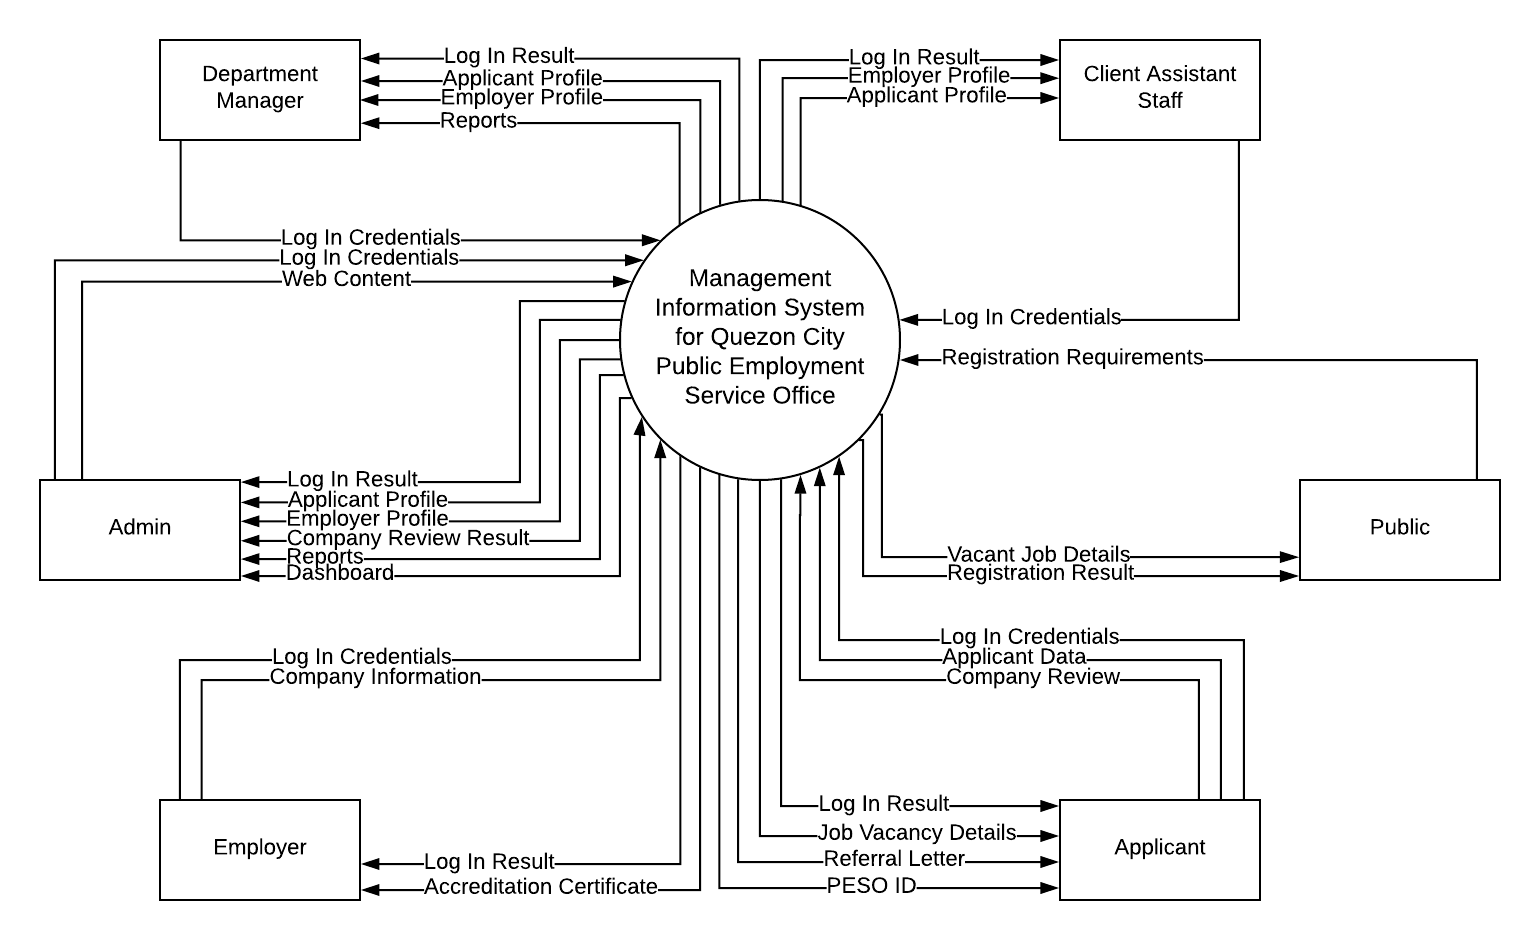 Department
Manager
Log In Result
Applicant Profile
Employer Profile
Reports
Log In Result
Employer Profile
Applicant Profile
Client Assistant
Staff
Log In Credentials
Log In Credentials
Web Content
Management
Information System
for Quezon City
Public Employment
Service Office
Log In Credentials
Registration Requirements
Admin
Log In Result
Applicant Profile
Employer Profile
Company Review Result
Reports
Dashboard
Vacant Job Details
Registration Result
Public
Log In Credentials
Company Information
Log In Credentials
Applicant Data
Company Review
Employer
Log In Result
Accreditation Certificate
Log In Result
Job Vacancy Details
Referral Letter
PESO ID
Applicant